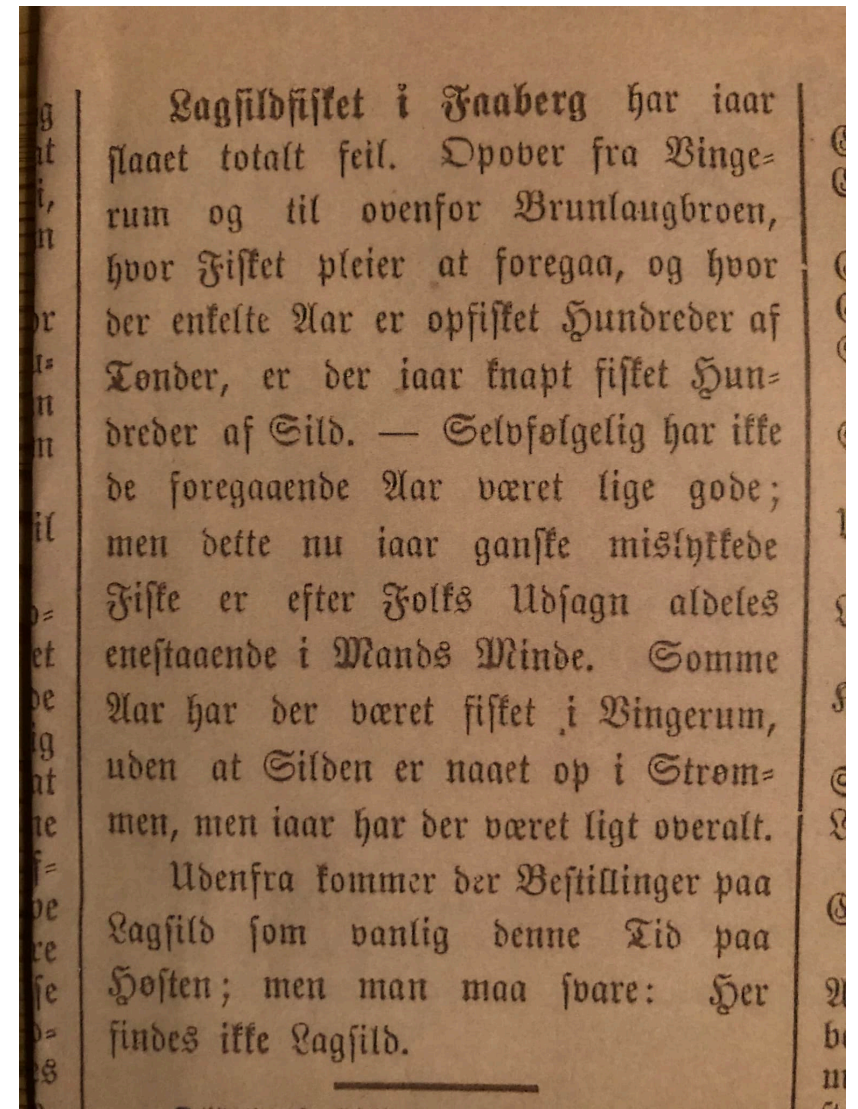 Lagsildfisket i Faaberg har iaar
slaaet totalt feil. Opover fra Vinge-
rum og til ovenfor Brunlaugbroen,
hvor Fisket pleier at foregaa, og hvor
der enkelte Aar er opfisket Hundreder af
Tønder, er der iaar knapt fisket Hun-
dreder af Sild. — Selvfølgelig har ikke
de foregaaende Aar været lige gode;
men dette nu iaar ganske mislykkede
Fiske er efter Folks Udsagn aldeles
enestaaende i Mands Minde. Somme
Aar har der været fisket i Vingerum,
uden at Silden er naaet op i Strøm-
men, men iaar har der været ligt overalt.
Udenfra kommer der Bestillinger paa
Lagsild som vanlig denne Tid paa
Høsten; men man maa svare: Her
findes ikke Lagsild.